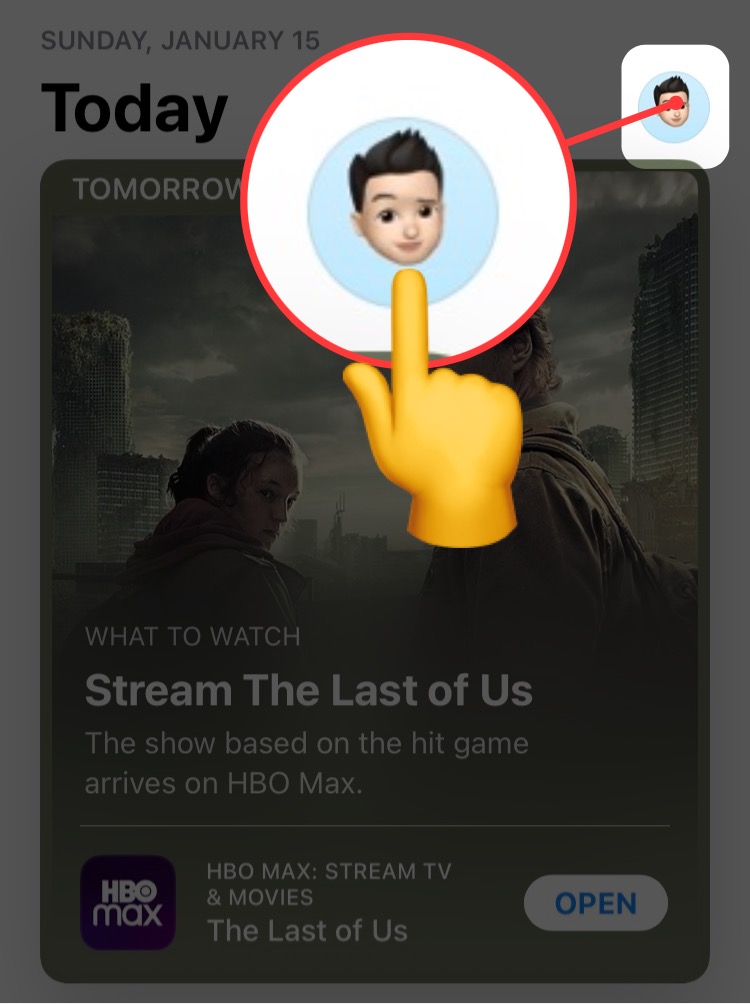 SUNDAY, JANUARY 15
Today
TOMORROW
WHAT TO WATCH
Stream The Last of Us
The show based on the hit game
arrives on HBO Max.
HBO
max
HBO MAX: STREAM TV
& MOVIES
The Last of Us
OPEN